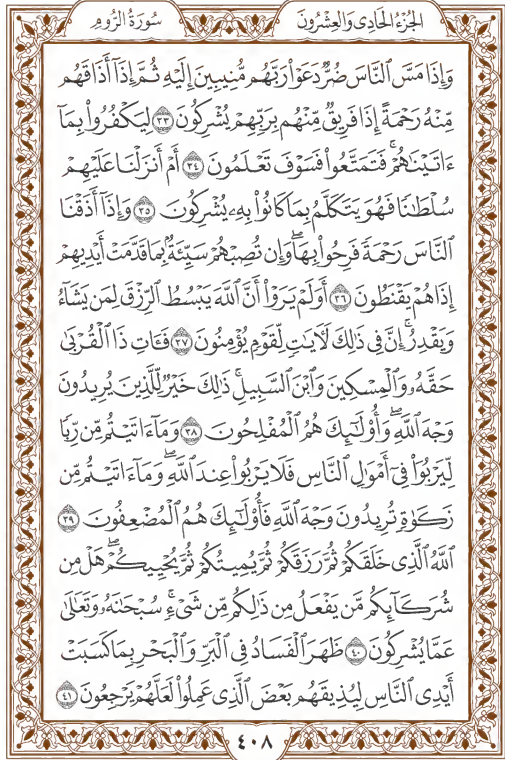 الجُزْءُ الحَادِى وَالعِشْرُونَ
سُورَةُ الرُّومِ
وَإِذَا مَسَّ ٱلنَّاسَ ضُرٌّ دَعَوْاْ رَبَّهُم مُّنِيبِينَ إِلَيْهِ ثُمَّ إِذَآ أَذَاقَهُم
مِّنْهُ رَحْمَةً إِذَا فَرِيقٌ مِّنْهُم بِرَبِّهِمْ يُشْرِكُونَ ٣٣ لِيَكْفُرُواْ بِمَآ
ءَاتَيْنَٰهُمْۚ فَتَمَتَّعُواْ فَسَوْفَ تَعْلَمُونَ ٣٤ أَمْ أَنزَلْنَا عَلَيْهِمْ
سُلْطَٰنًا فَهُوَ يَتَكَلَّمُ بِمَا كَانُواْ بِهِۦ يُشْرِكُونَ ٣٥ وَإِذَآ أَذَقْنَا
ٱلنَّاسَ رَحْمَةً فَرِحُواْ بِهَاۖ وَإِن تُصِبْهُمْ سَيِّئَةٌۢ بِمَا قَدَّمَتْ أَيْدِيهِمْ
إِذَا هُمْ يَقْنَطُونَ ٣٦ أَوَلَمْ يَرَوْاْ أَنَّ ٱللَّهَ يَبْسُطُ ٱلرِّزْقَ لِمَن يَشَآءُ
وَيَقْدِرُۚ إِنَّ فِى ذَٰلِكَ لَءَايَٰتٍ لِّقَوْمٍ يُؤْمِنُونَ ٣٧ فَـَٔاتِ ذَا ٱلْقُرْبَىٰ
حَقَّهُۥ وَٱلْمِسْكِينَ وَٱبْنَ ٱلسَّبِيلِۚ ذَٰلِكَ خَيْرٌ لِّلَّذِينَ يُرِيدُونَ
وَجْهَ ٱللَّهِۖ وَأُوْلَٰٓئِكَ هُمُ ٱلْمُفْلِحُونَ ٣٨ وَمَآ ءَاتَيْتُم مِّن رِّبًا
لِّيَرْبُوَاْ فِىٓ أَمْوَٰلِ ٱلنَّاسِ فَلَا يَرْبُواْ عِندَ ٱللَّهِۖ وَمَآ ءَاتَيْتُم مِّن
زَكَوٰةٍ تُرِيدُونَ وَجْهَ ٱللَّهِ فَأُوْلَٰٓئِكَ هُمُ ٱلْمُضْعِفُونَ ٣٩
ٱللَّهُ ٱلَّذِى خَلَقَكُمْ ثُمَّ رَزَقَكُمْ ثُمَّ يُمِيتُكُمْ ثُمَّ يُحْيِيكُمْۖ هَلْ مِن
شُرَكَآئِكُم مَّن يَفْعَلُ مِن ذَٰلِكُم مِّن شَىْءٍۚ سُبْحَٰنَهُۥ وَتَعَٰلَىٰ
عَمَّا يُشْرِكُونَ ٤٠ ظَهَرَ ٱلْفَسَادُ فِى ٱلْبَرِّ وَٱلْبَحْرِ بِمَا كَسَبَتْ
أَيْدِى ٱلنَّاسِ لِيُذِيقَهُم بَعْضَ ٱلَّذِى عَمِلُواْ لَعَلَّهُمْ يَرْجِعُونَ ٤١
٤٠٨